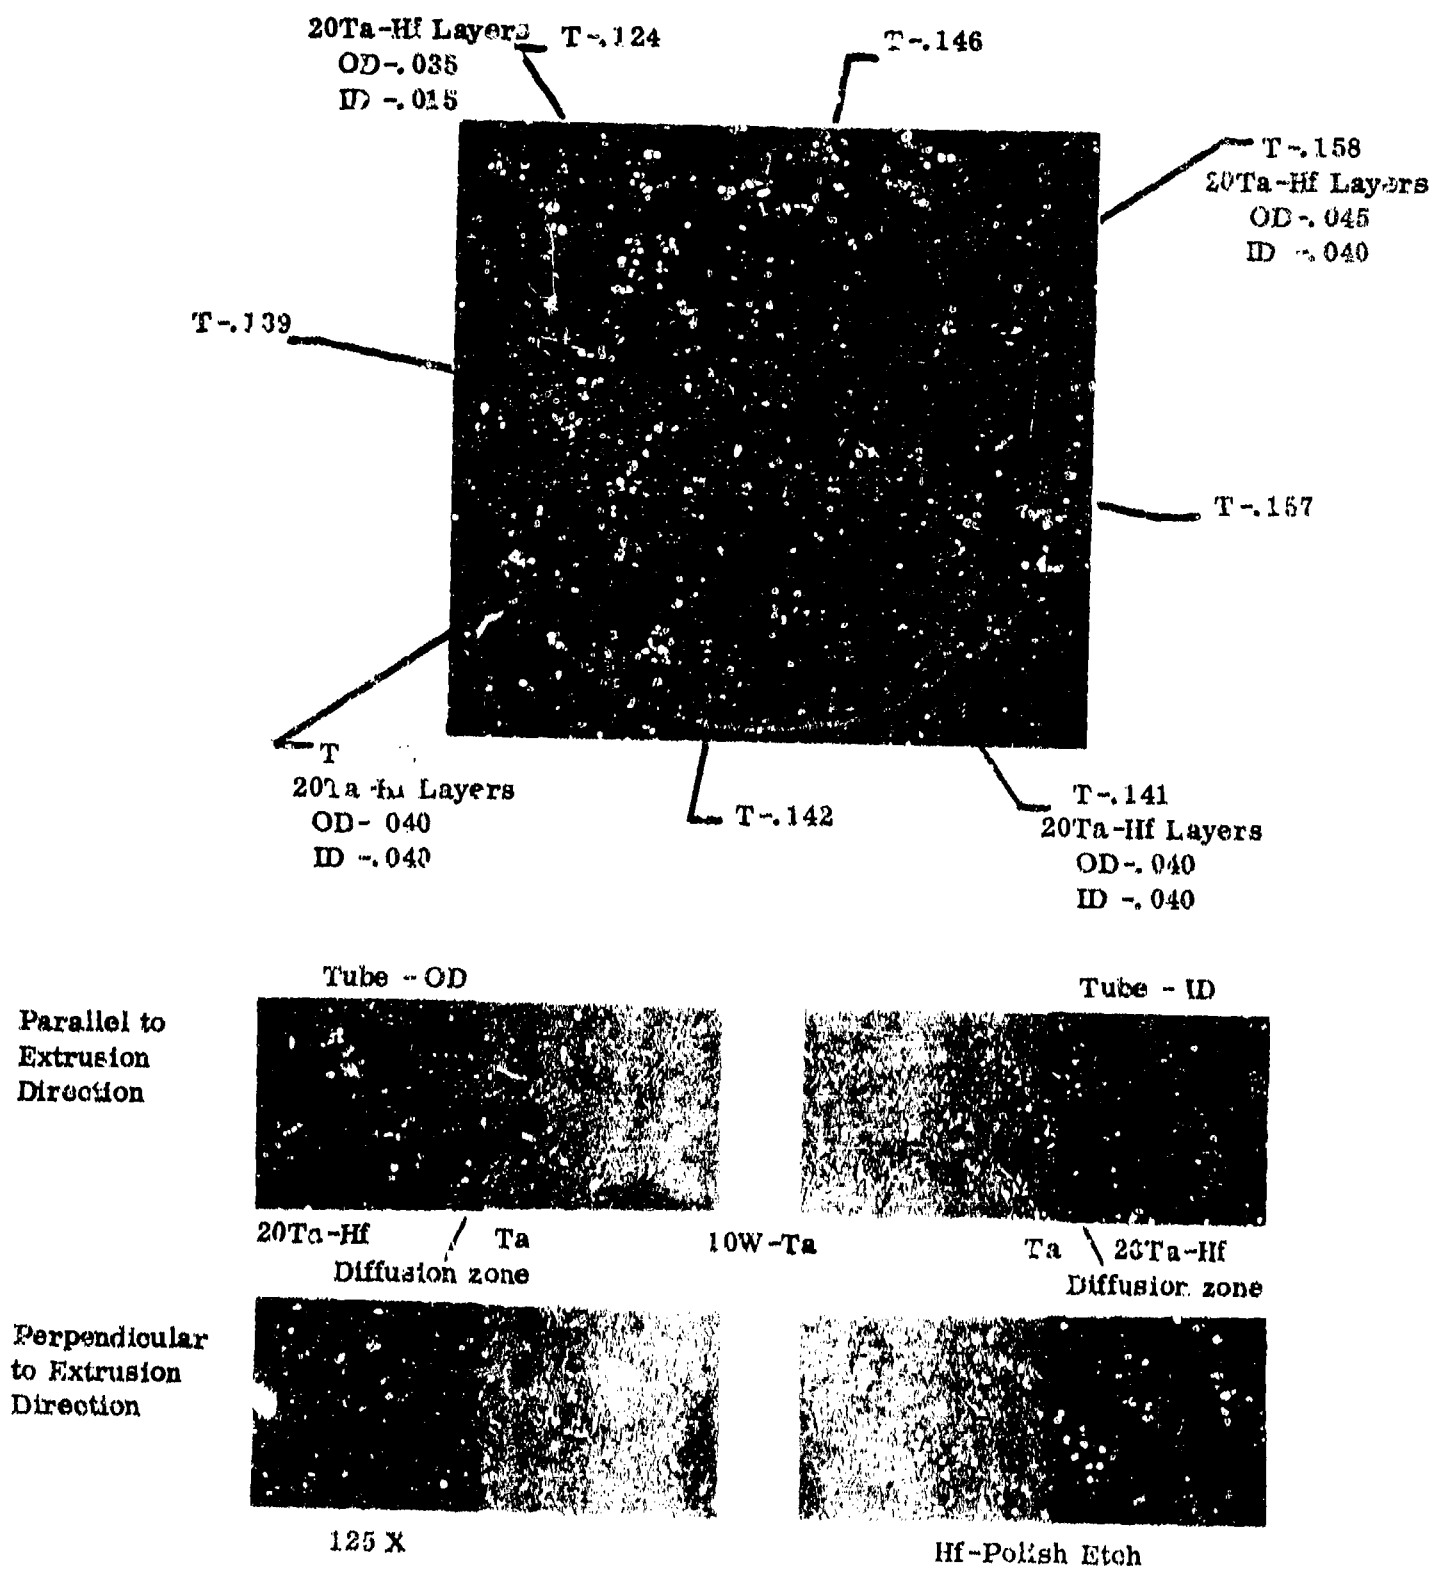 20Ta-Hf Layers
OD-.035
ID -.015
T-.124
T-.146
T-.158
20Ta-Hf Layers
OD-.045
ID -.040
T-.139
T-.157
T
Layers
OD- 040
ID -.040
T-.142
T-.141
20Ta-Hf Layers
OD-.040
ID -.040
Tube - OD
Tube - ID
Parallel to
Extrusion
Direction
20Ta-Hf
Ta
10W-Ta
Ta
20Ta-Hf
Diffusion zone
Diffusion zone
Perpendicular
to Extrusion
Direction
125 X
Hf-Polish Etch